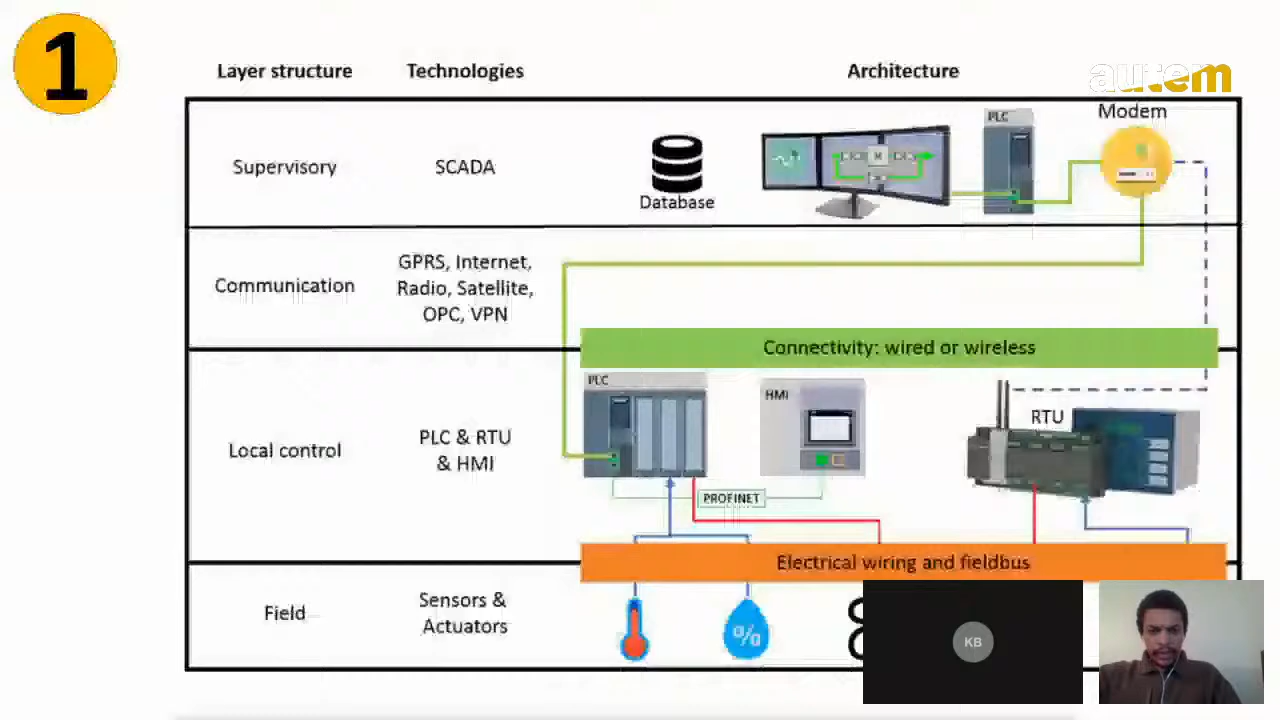 1
Layer structure
Technologies
Architecture
autem
Supervisory
SCADA
Database
PLC
Modem
Communication
GPRS, Internet,
Radio, Satellite,
OPC, VPN
Connectivity: wired or wireless
Local control
PLC & RTU
& HMI
PLC
HMI
RTU
PROFINET
Electrical wiring and fieldbus
Field
Sensors &
Actuators
%
KB